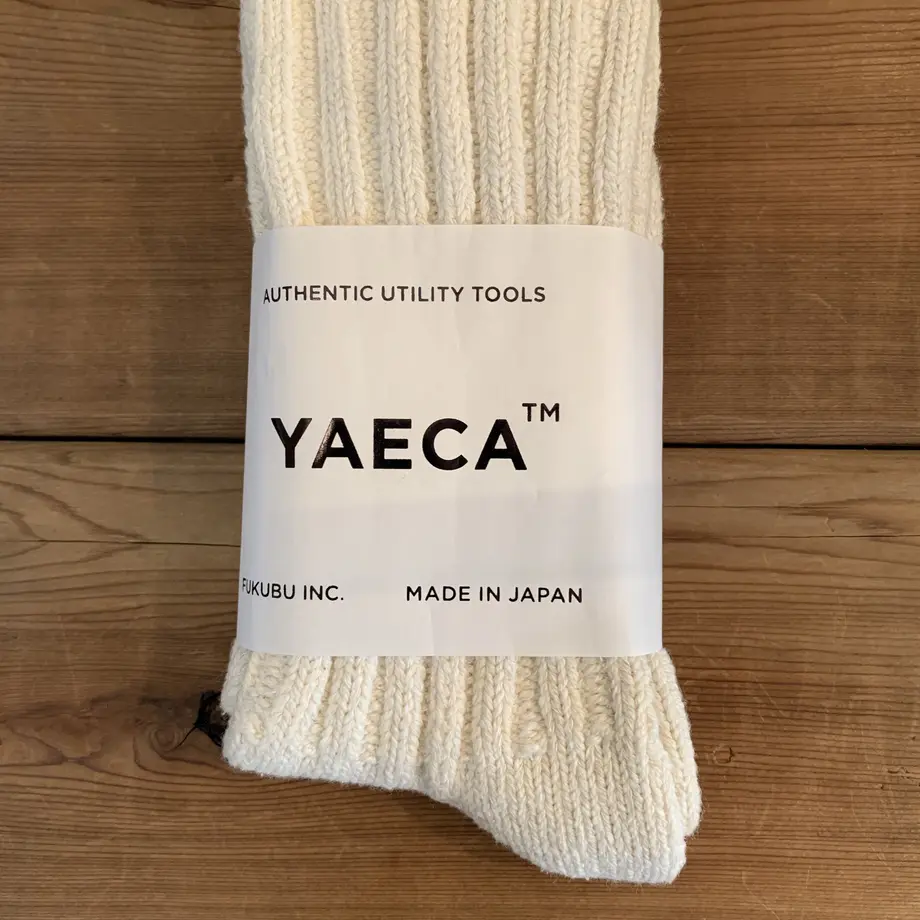 AUTHENTIC UTILITY TOOLS
YAECA™
FUKUBU INC. MADE IN JAPAN